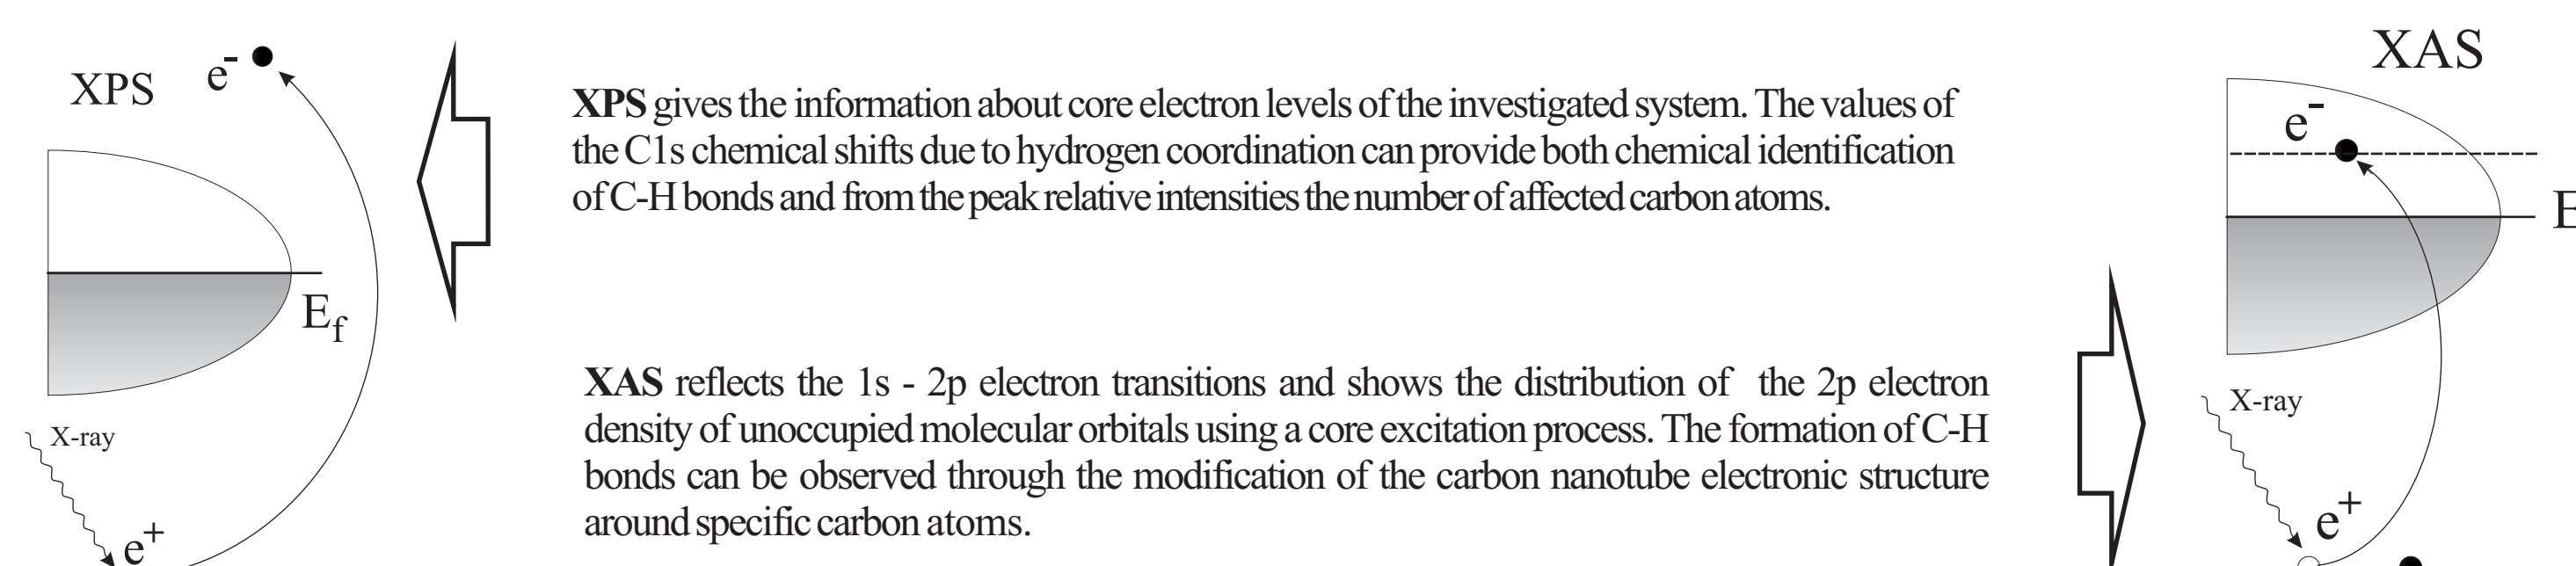 XPS
e-
Ef
X-ray
e+
XPS gives the information about core electron levels of the investigated system. The values of
the C1s chemical shifts due to hydrogen coordination can provide both chemical identification
of C-H bonds and from the peak relative intensities the number of affected carbon atoms.
XAS reflects the 1s - 2p electron transitions and shows the distribution of the 2p electron
density of unoccupied molecular orbitals using a core excitation process. The formation of C-H
bonds can be observed through the modification of the carbon nanotube electronic structure
around specific carbon atoms.
XAS
e-
E
X-ray
e+